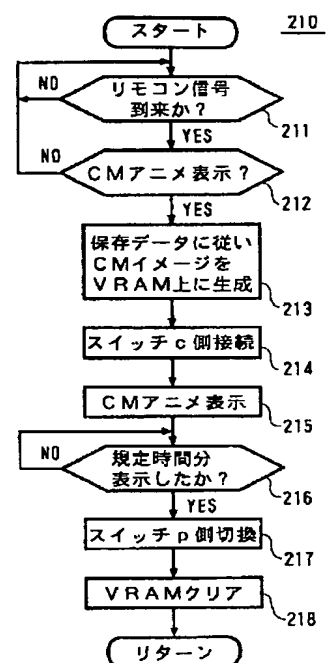 スタート
210
NO
リモコン信号
到来か?
211
YES
NO
CMアニメ表示?
212
YES
保存データに従い
CMイメージを
VRAM上に生成
213
スイッチc側接続
214
CMアニメ表示
215
NO
規定時間分
表示したか?
216
YES
スイッチp側切換
217
VRAMクリア
218
リターン